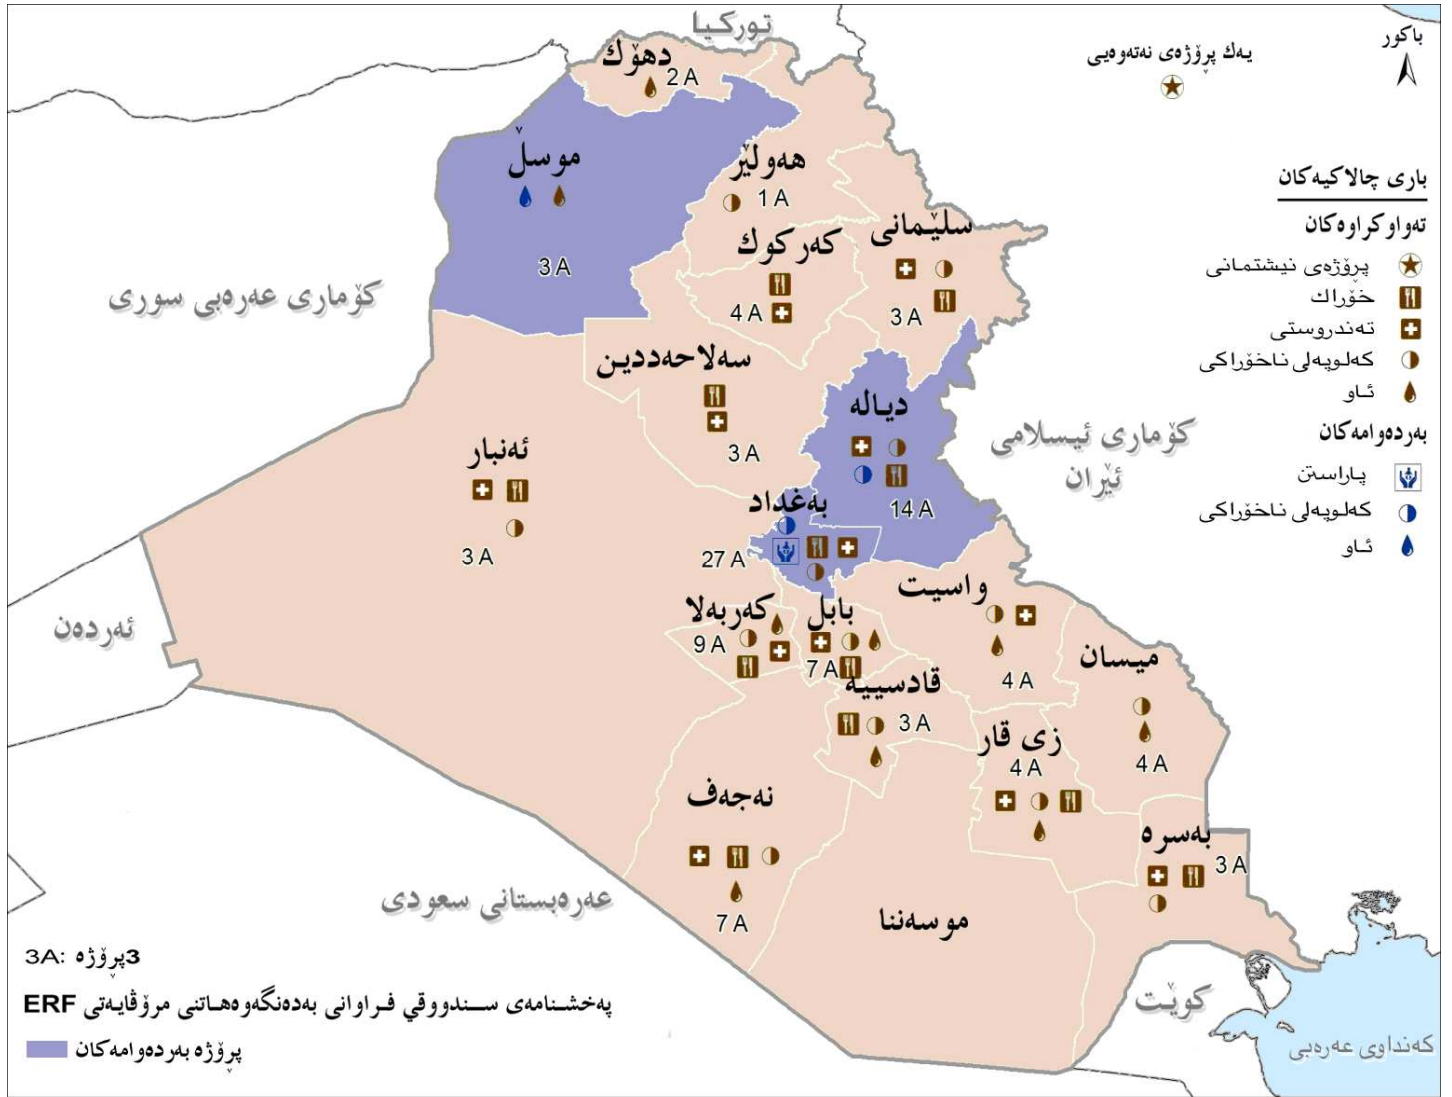 تورکیا
باکور
یەك پڕۆژەی نەتەوەیی
دهۆك
2 A
موسڵ
3 A
هەولێر
1 A
سلێمانی
3 A
کەرکوك
4 A
کۆماری عەرەبی سوری
سەلاحەددین
3 A
دیالە
14 A
کۆماری ئیسلامی
ئێران
ئەنبار
3 A
بەغداد
27 A
واسیت
4 A
کەربەلا
9 A
بابل
7 A
میسان
4 A
قادسییە
3 A
زی قار
4 A
ئەردەن
نەجەف
7 A
موسەننا
بەسرە
3 A
عەرەبستانی سعودی
کوێت
کەنداوی عەرەبی
باری چالاکیەکان
تەواوکراوەکان
پڕۆژەی نیشتمانی
خۆراك
تەندروستی
کەلوپەلی ناخۆراکی
ئاو
بەردەوامەکان
پاراستن
کەلوپەلی ناخۆراکی
ئاو
3پڕۆژە :3A
پەخشنامەی سندووقي فراوانی بەدەنگەوەهاتنی مرۆڤایەتی ERF
پڕۆژە بەردەوامەکان